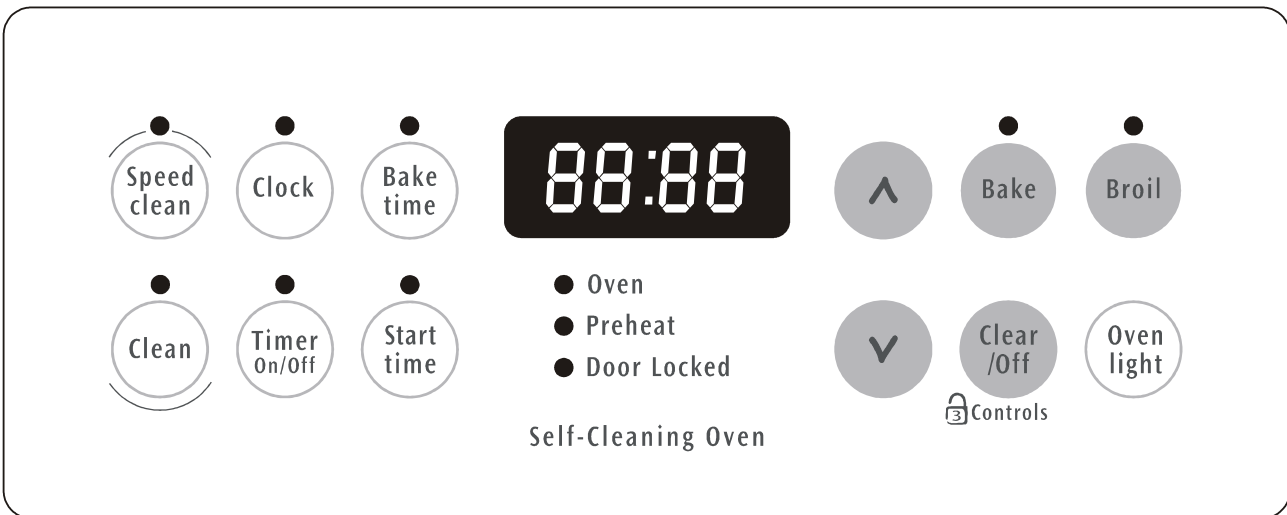 Speed
clean
Clock
Bake
time
88:88
Bake
Broil
Clean
Timer
On/Off
Start
time
Oven
Preheat
Door Locked
Clear
/Off
Oven
light
3 Controls
Self-Cleaning Oven